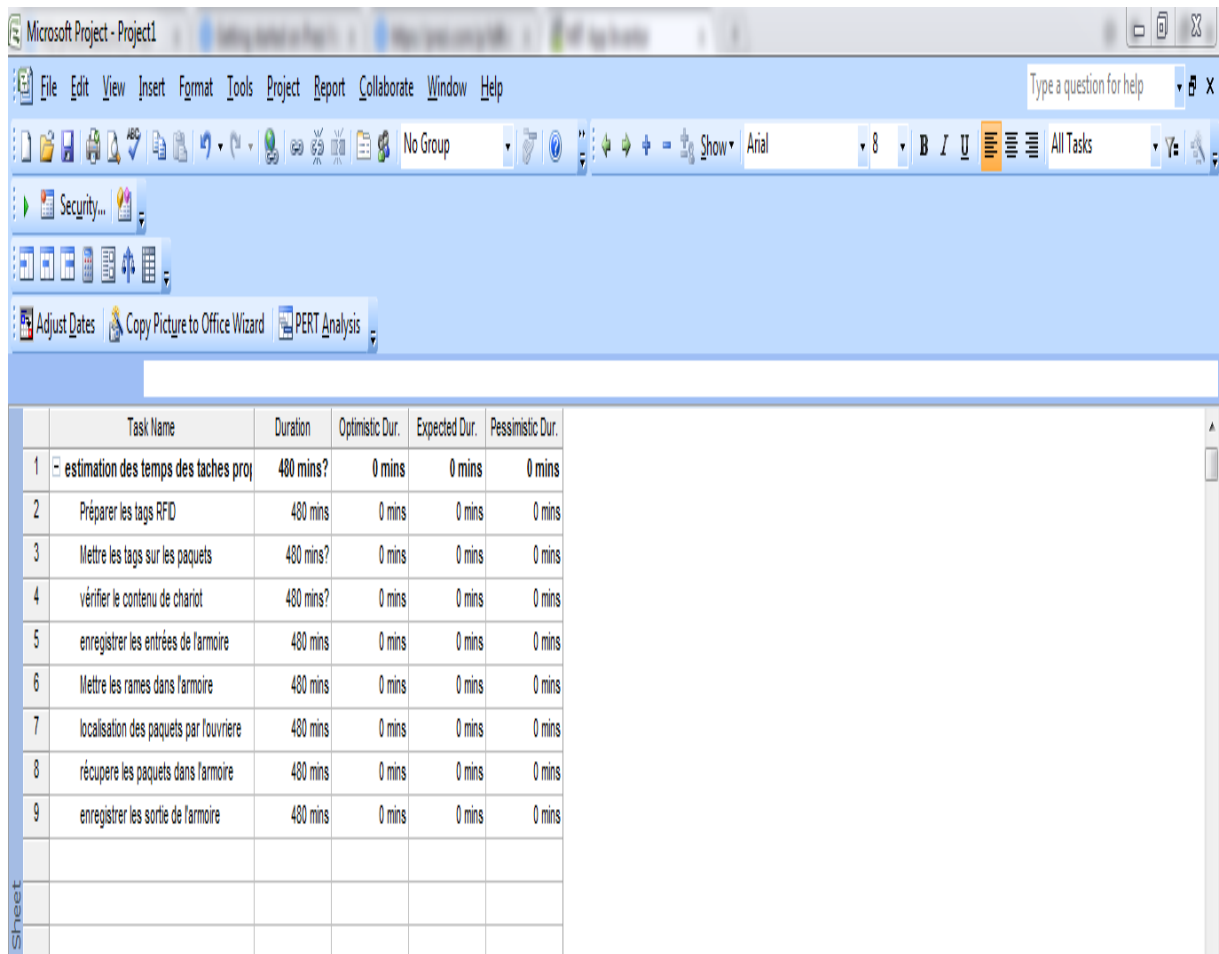 Microsoft Project - Project1
File Edit View Insert Format Tools Project Report Collaborate Window Help
Type a question for help
ABC
No Group
Show
Arial
8
B I U
All Tasks
Security...
Adjust Dates Copy Picture to Office Wizard PERT Analysis
Task Name Duration Optimistic Dur. Expected Dur. Pessimistic Dur.
1 estimation des temps des taches prop 480 mins? 0 mins 0 mins 0 mins
2 Préparer les tags RFID 480 mins 0 mins 0 mins 0 mins
3 Mettre les tags sur les paquets 480 mins? 0 mins 0 mins 0 mins
4 vérifier le contenu de chariot 480 mins? 0 mins 0 mins 0 mins
5 enregistrer les entrées de l'armoire 480 mins 0 mins 0 mins 0 mins
6 Mettre les rames dans l'armoire 480 mins 0 mins 0 mins 0 mins
7 localisation des paquets par l'ouvriere 480 mins 0 mins 0 mins 0 mins
8 récupere les paquets dans l'armoire 480 mins 0 mins 0 mins 0 mins
9 enregistrer les sortie de l'armoire 480 mins 0 mins 0 mins 0 mins
Sheet